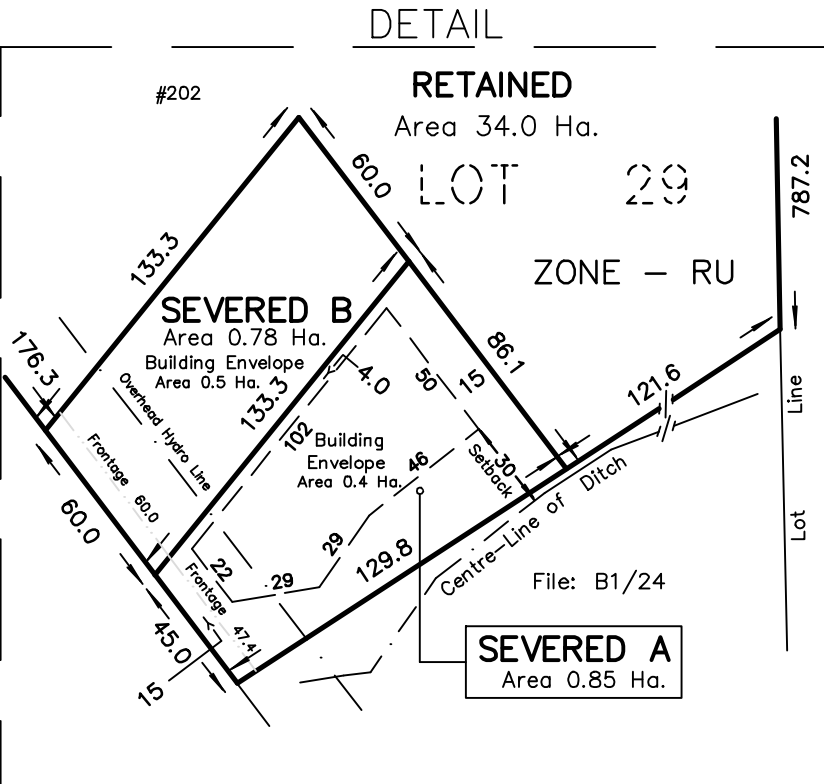 DETAIL
#202
RETAINED
Area 34.0 Ha.
LOT 29
60.0
787.2
133.3
ZONE – RU
SEVERED B
Area 0.78 Ha.
Building Envelope
Area 0.5 Ha.
176.3
86.1
50
15
4.0
121.6
Line
Overhead Hydro Line
133.3
102
Building
Envelope
Area 0.4 Ha.
46
30
Setback
Frontage 60.0
60.0
Lot
29
22
29
129.8
Centre-Line of Ditch
File: B1/24
Frontage 47.4
45.0
15
SEVERED A
Area 0.85 Ha.